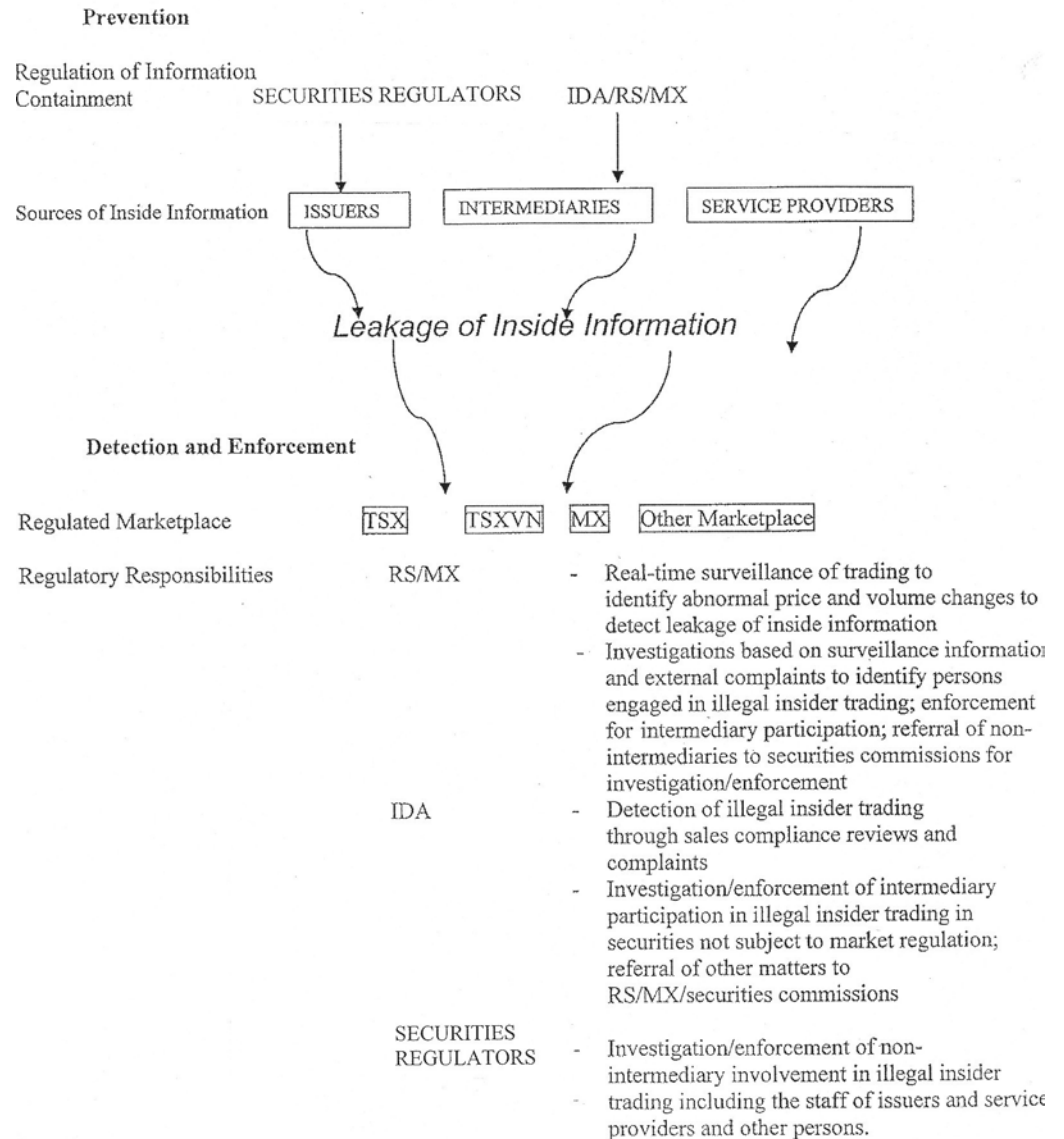 Prevention
Regulation of Information
Containment SECURITIES REGULATORS IDA/RS/MX
Sources of Inside Information ISSUERS INTERMEDIARIES SERVICE PROVIDERS
Leakage of Inside Information
Detection and Enforcement
Regulated Marketplace TSX TSXVN MX Other Marketplace
Regulatory Responsibilities RS/MX - Real-time surveillance of trading to
identify abnormal price and volume changes to
detect leakage of inside information
- Investigations based on surveillance informatio
and external complaints to identify persons
engaged in illegal insider trading; enforcement
for intermediary participation; referral of non-
intermediaries to securities commissions for
investigation/enforcement
IDA - Detection of illegal insider trading
through sales compliance reviews and
complaints
- Investigation/enforcement of intermediary
participation in illegal insider trading in
securities not subject to market regulation;
referral of other matters to
RS/MX/securities commissions
SECURITIES
REGULATORS - Investigation/enforcement of non-
intermediary involvement in illegal insider
- trading including the staff of issuers and service
providers and other persons.